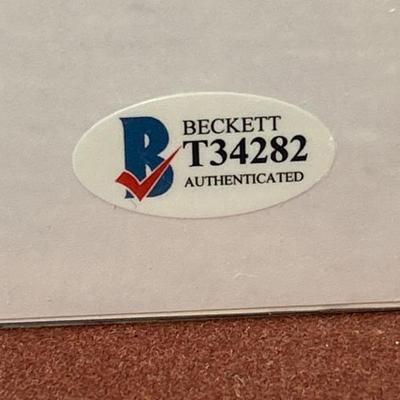 B
BECKETT
T34282
AUTHENTICATED